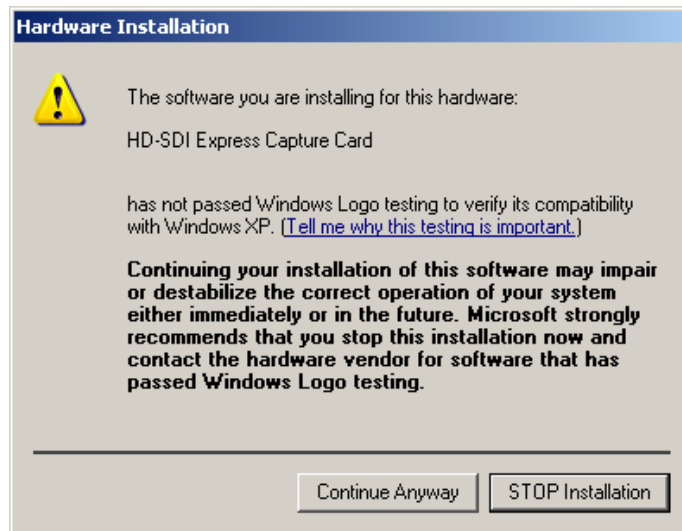 Hardware Installation
The software you are installing for this hardware:
HD-SDI Express Capture Card
has not passed Windows Logo testing to verify its compatibility
with Windows XP. (Tell me why this testing is important.)
Continuing your installation of this software may impair
or destabilize the correct operation of your system
either immediately or in the future. Microsoft strongly
recommends that you stop this installation now and
contact the hardware vendor for software that has
passed Windows Logo testing.
Continue Anyway
STOP Installation